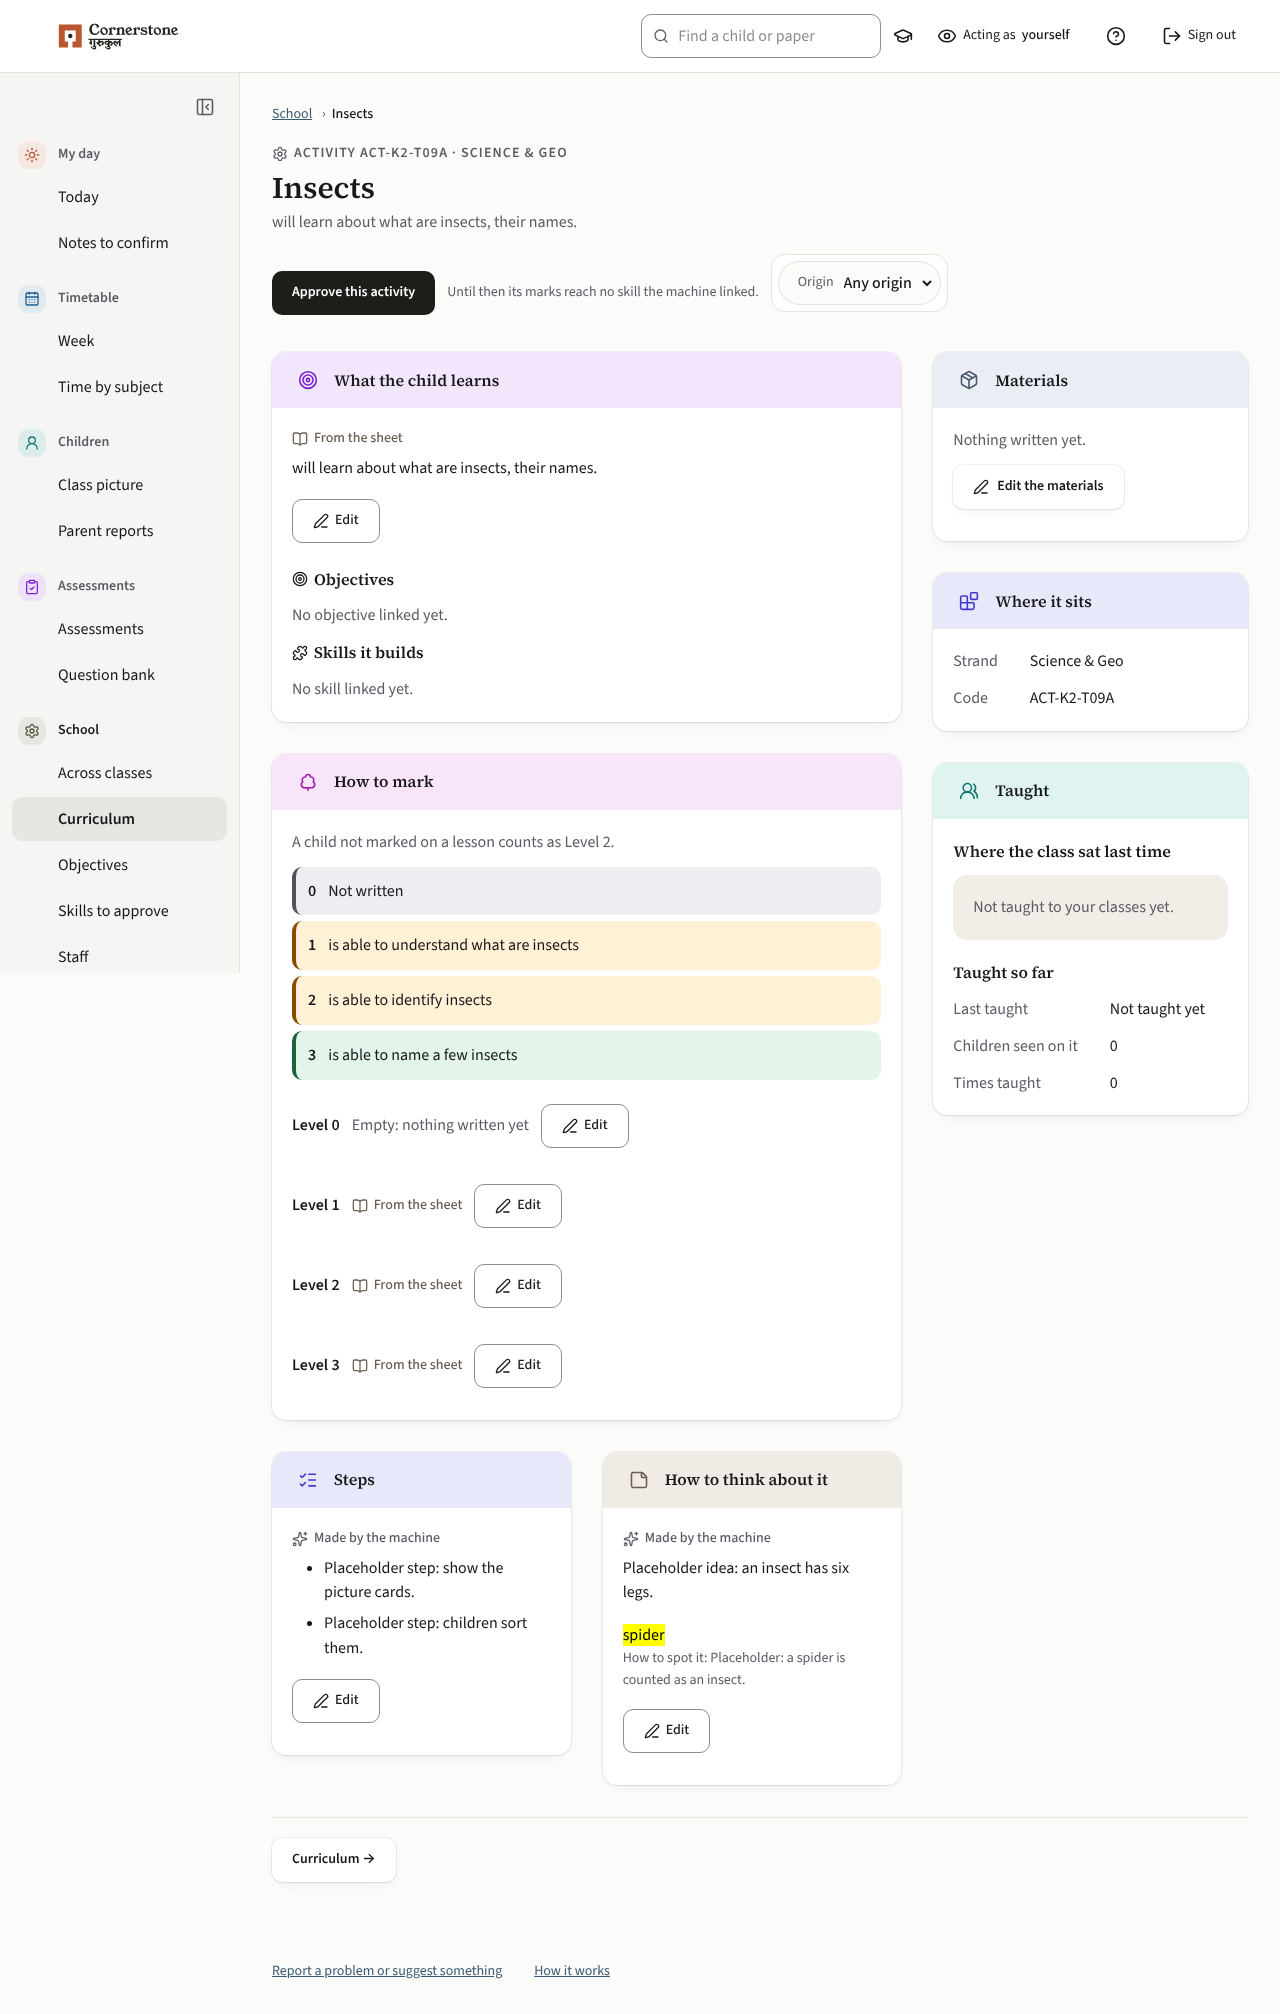 Cornerstone
गुरुकुल
Find a child or paper
Acting as yourself
Sign out
My day
Today
Notes to confirm
Timetable
Week
Time by subject
Children
Class picture
Parent reports
Assessments
Assessments
Question bank
School
Across classes
Curriculum
Objectives
Skills to approve
Staff
School › Insects
ACTIVITY ACT-K2-T09A · SCIENCE & GEO
Insects
will learn about what are insects, their names.
Approve this activity
Until then its marks reach no skill the machine linked.
Origin Any origin
What the child learns
From the sheet
will learn about what are insects, their names.
Edit
Objectives
No objective linked yet.
Skills it builds
No skill linked yet.
How to mark
A child not marked on a lesson counts as Level 2.
0 Not written
1 is able to understand what are insects
2 is able to identify insects
3 is able to name a few insects
Level 0 Empty: nothing written yet Edit
Level 1 From the sheet Edit
Level 2 From the sheet Edit
Level 3 From the sheet Edit
Steps
Made by the machine
• Placeholder step: show the
picture cards.
• Placeholder step: children sort
them.
Edit
How to think about it
Made by the machine
Placeholder idea: an insect has six
legs.
spider
How to spot it: Placeholder: a spider is
counted as an insect.
Edit
Materials
Nothing written yet.
Edit the materials
Where it sits
Strand Science & Geo
Code ACT-K2-T09A
Taught
Where the class sat last time
Not taught to your classes yet.
Taught so far
Last taught Not taught yet
Children seen on it 0
Times taught 0
Curriculum →
Report a problem or suggest something
How it works